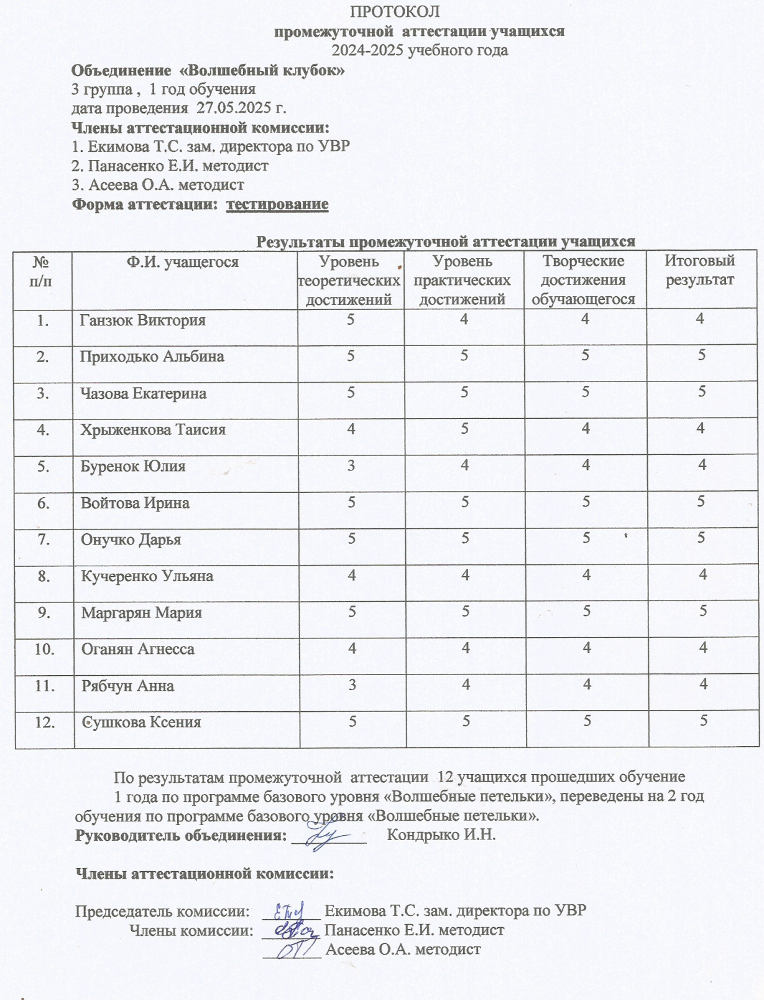 ПРОТОКОЛ
промежуточной аттестации учащихся
2024-2025 учебного года
Объединение «Волшебный клубок»
3 группа , 1 год обучения
дата проведения 27.05.2025 г.
Члены аттестационной комиссии:
1. Екимова Т.С. зам. директора по УВР
2. Панасенко Е.И. методист
3. Асеева О.А. методист
Форма аттестации: тестирование
Результаты промежуточной аттестации учащихся
№ п/п Ф.И. учащегося Уровень теоретических достижений Уровень практических достижений Творческие достижения обучающегося Итоговый результат
1. Ганзюк Виктория 5 4 4 4
2. Приходько Альбина 5 5 5 5
3. Чазова Екатерина 5 5 5 5
4. Хрыженкова Таисия 4 5 4 4
5. Буренок Юлия 3 4 4 4
6. Войтова Ирина 5 5 5 5
7. Онучко Дарья 5 5 5 5
8. Кучеренко Ульяна 4 4 4 4
9. Маргарян Мария 5 5 5 5
10. Оганян Агнесса 4 4 4 4
11. Рябчун Анна 3 4 4 4
12. Сушкова Ксения 5 5 5 5
По результатам промежуточной аттестации 12 учащихся прошедших обучение
1 года по программе базового уровня «Волшебные петельки», переведены на 2 год
обучения по программе базового уровня «Волшебные петельки».
Руководитель объединения: Кондрыко И.Н.
Члены аттестационной комиссии:
Председатель комиссии: Екимова Т.С. зам. директора по УВР
Члены комиссии: Панасенко Е.И. методист
Асеева О.А. методист